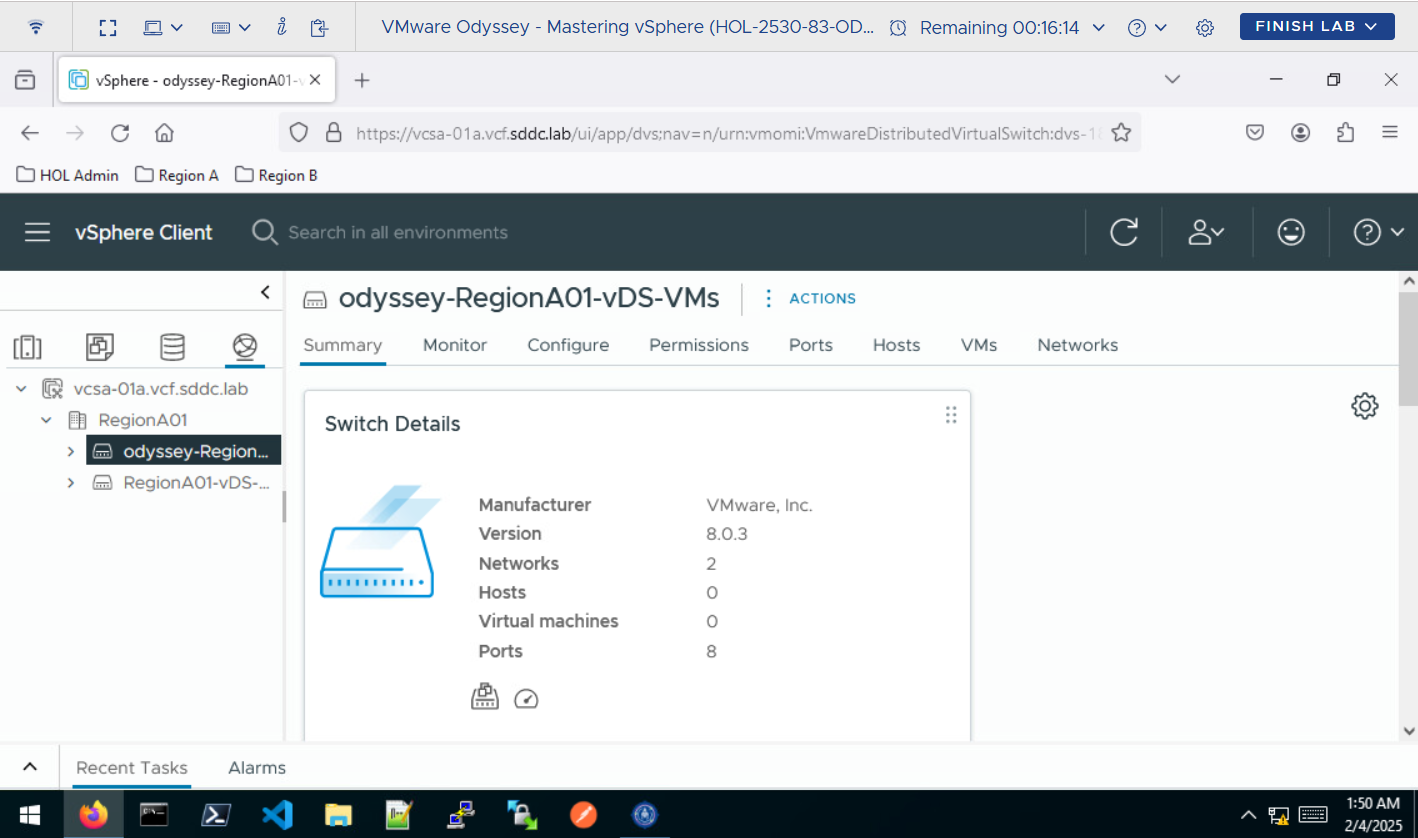 VMware Odyssey - Mastering vSphere (HOL-2530-83-OD... Remaining 00:16:14 FINISH LAB
vSphere - odyssey-RegionA01-v
https://vcsa-01a.vcf.sddc.lab/ui/app/dvs;nav=n/urn:vmomi:VmwareDistributedVirtualSwitch:dvs-18
HOL Admin Region A Region B
vSphere Client Search in all environments
odyssey-RegionA01-vDS-VMs ACTIONS
Summary Monitor Configure Permissions Ports Hosts VMs Networks
vcsa-01a.vcf.sddc.lab
RegionA01
odyssey-Region...
RegionA01-vDS-...
Switch Details
Manufacturer VMware, Inc.
Version 8.0.3
Networks 2
Hosts 0
Virtual machines 0
Ports 8
Recent Tasks Alarms
1:50 AM
2/4/2025